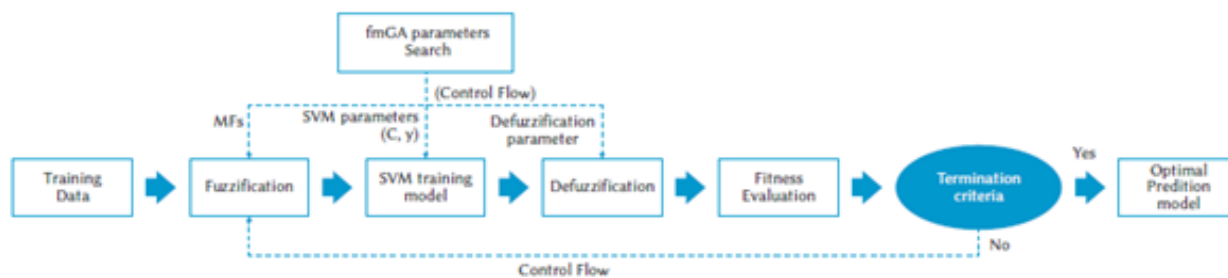 fmGA parameters
Search
(Control Flow)
MFs
SVM parameters
(C, y)
Defuzzification
parameter
Training
Data
Fuzzification
SVM training
model
Defuzzification
Fitness
Evaluation
Termination
criteria
Yes
Optimal
Predition
model
No
Control Flow